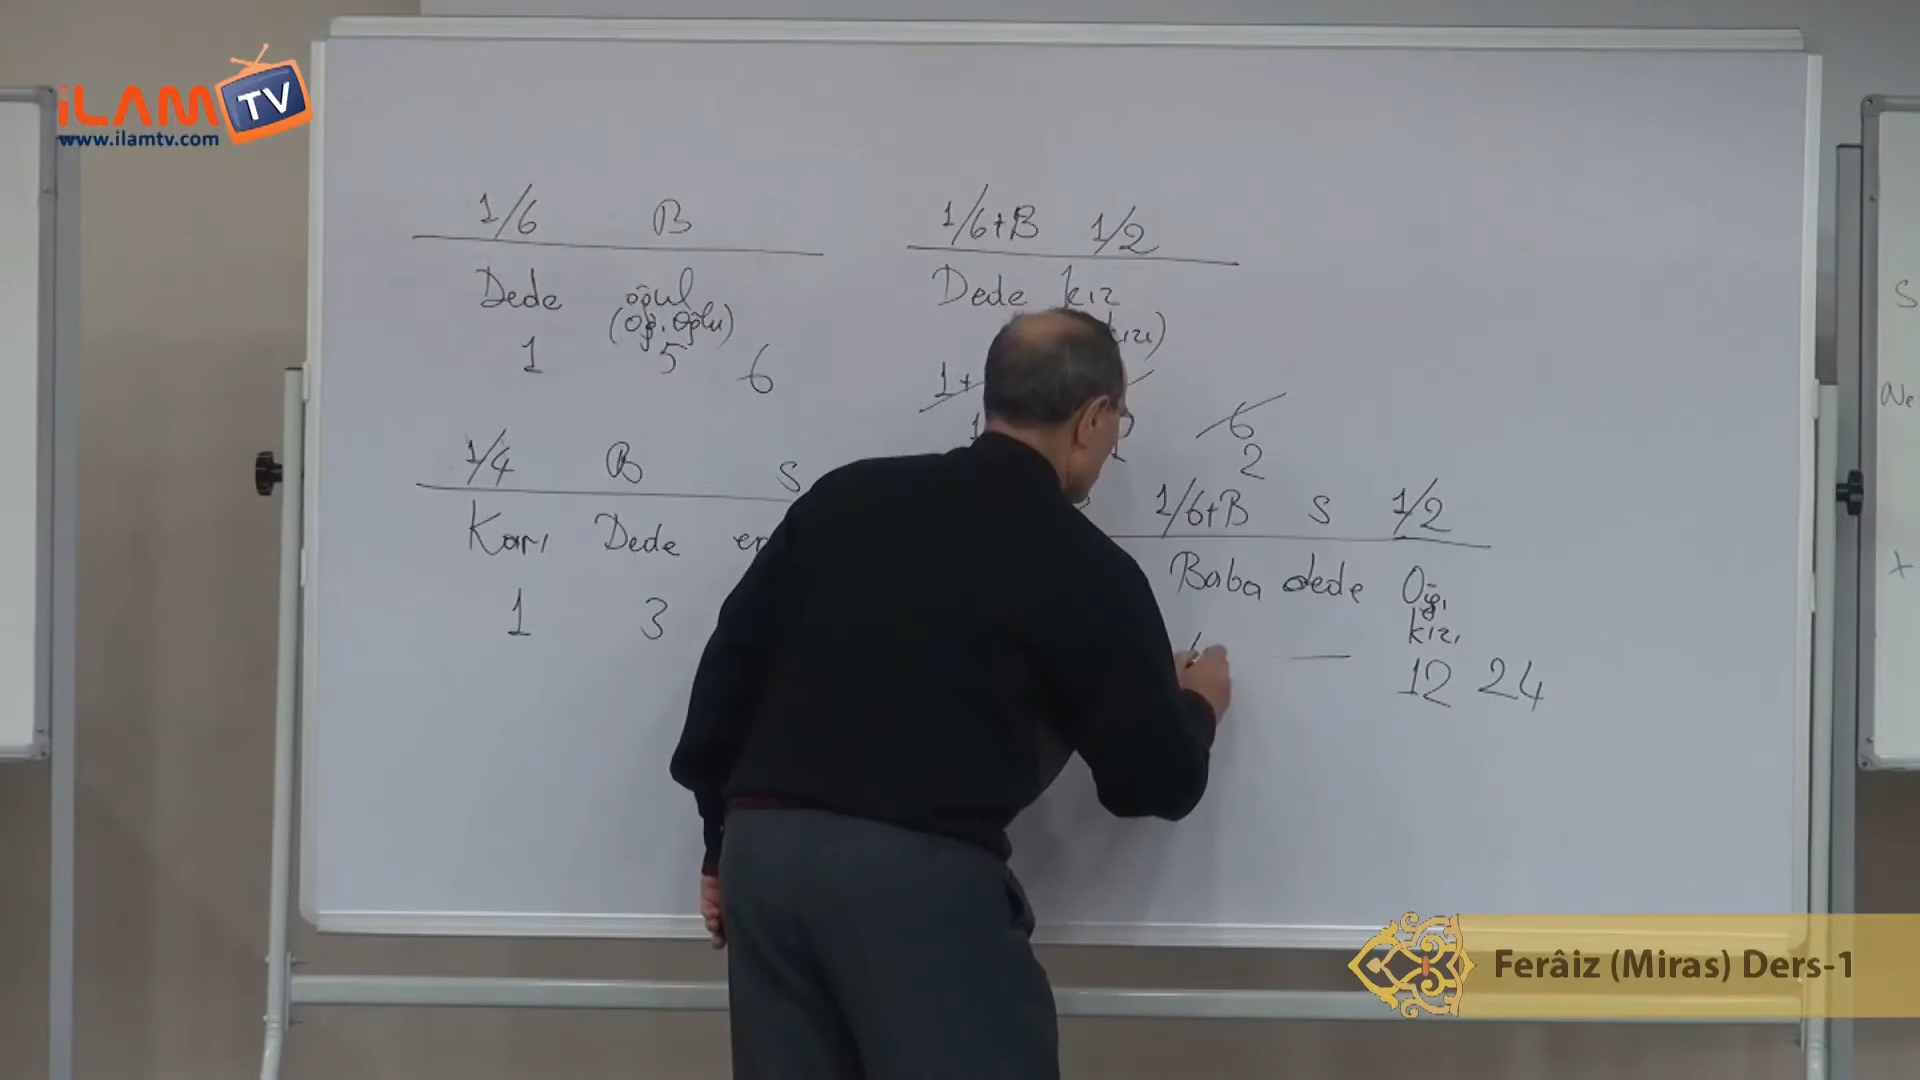 iLAM TV
www.ilamtv.com
1/6 B
Dede oğul
(oğ. oğlu)
1 5 6
1/6+B 1/2
Dede kız
kızı)
1+
6
2
1/4 B S
Karı Dede
1 3
1/6+B S 1/2
Baba dede Oğ.
kızı
— 12 24
Ferâiz (Miras) Ders-1